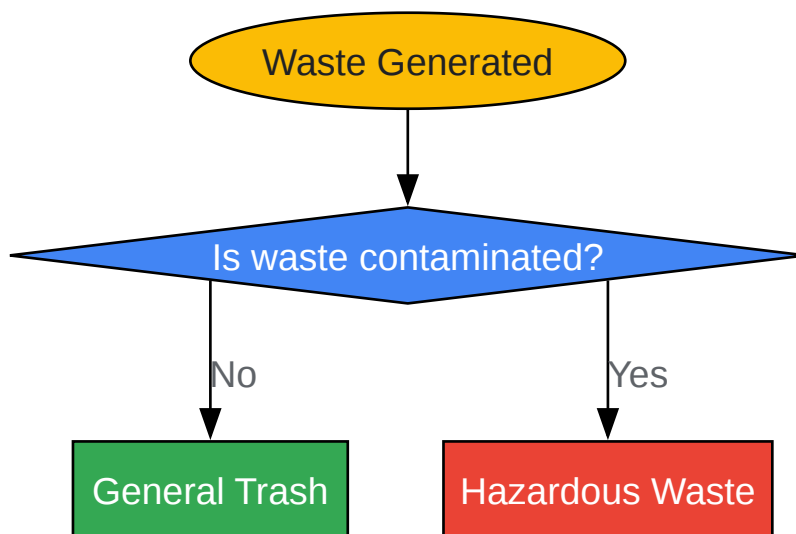 Waste Generated
Is waste contaminated?
No
Yes
General Trash
Hazardous Waste